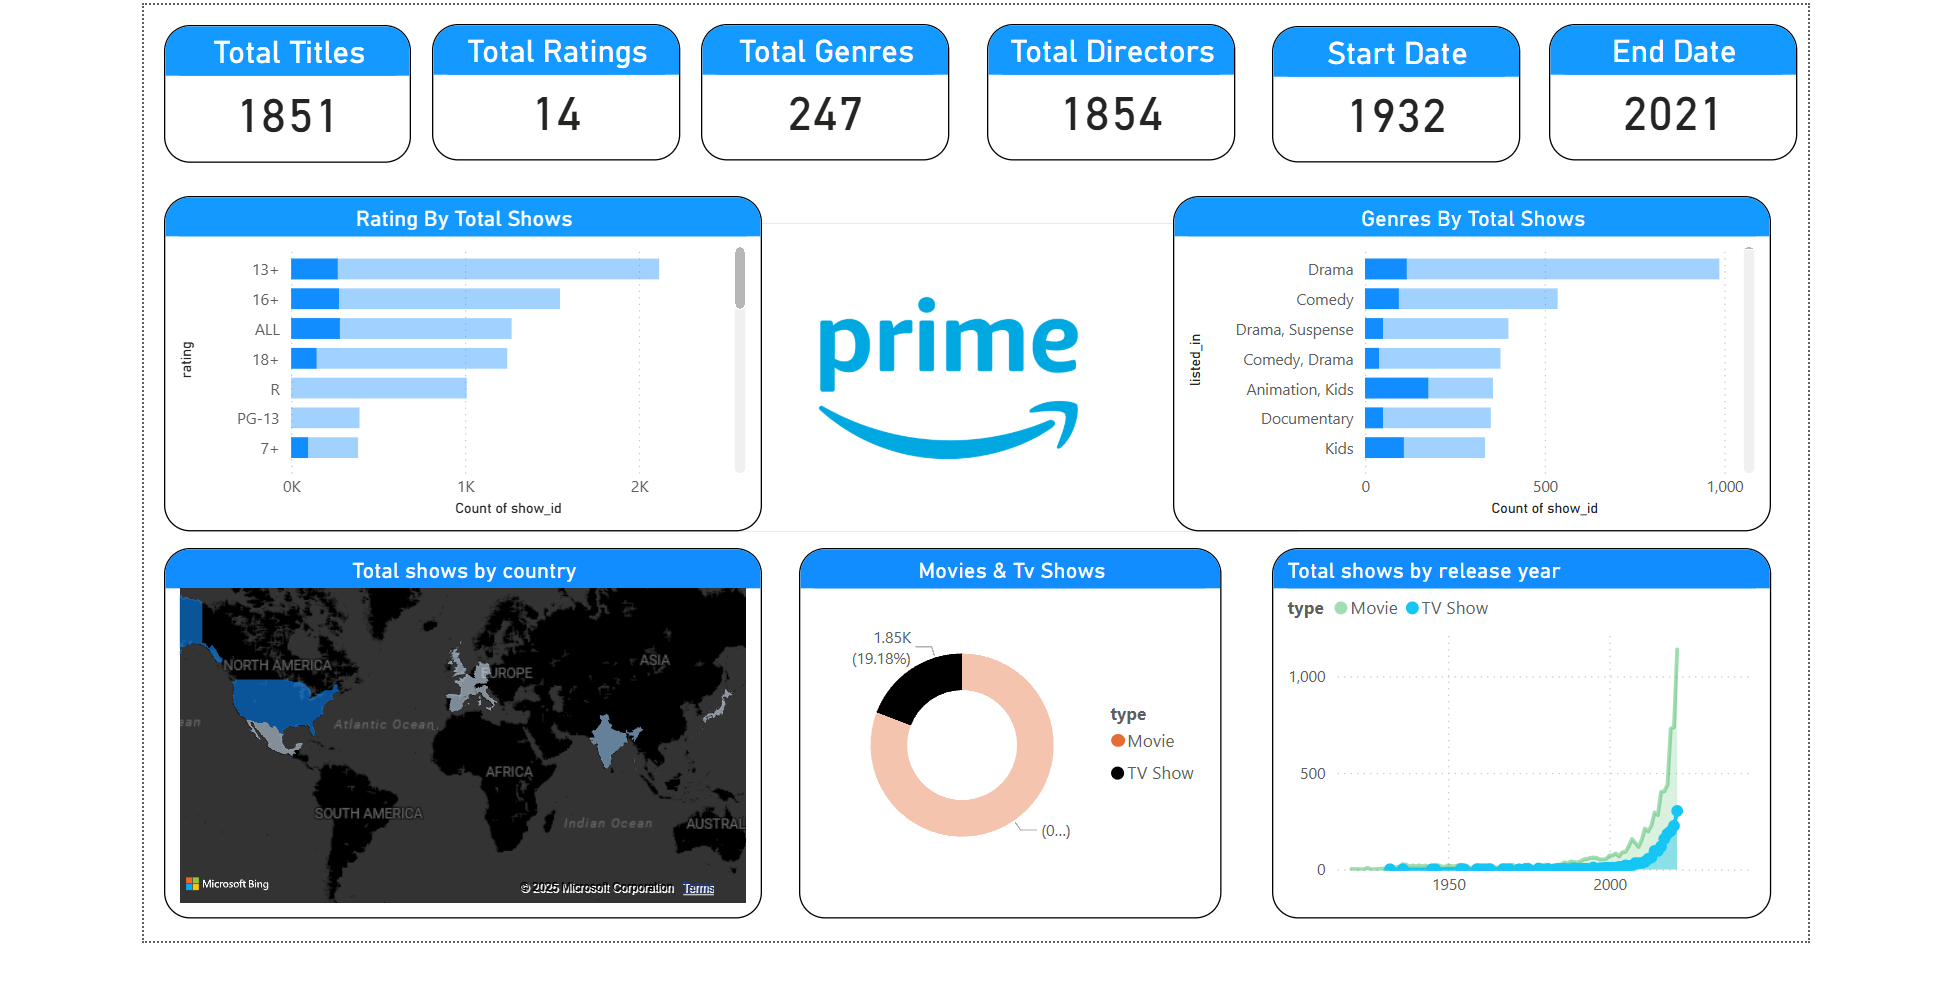 Total Titles
1851
Total Ratings
14
Total Genres
247
Total Directors
1854
Start Date
1932
End Date
2021
Rating By Total Shows
rating
13+
16+
ALL
18+
R
PG-13
7+
0K 1K 2K
Count of show_id
prime
Genres By Total Shows
listed_in
Drama
Comedy
Drama, Suspense
Comedy, Drama
Animation, Kids
Documentary
Kids
0 500 1,000
Count of show_id
Total shows by country
NORTH AMERICA
EUROPE
ASIA
ean
Atlantic Ocean
AFRICA
SOUTH AMERICA
Indian Ocean
AUSTRAL
Microsoft Bing
© 2025 Microsoft Corporation Terms
Movies & Tv Shows
1.85K
(19.18%)
(0...)
type
Movie
TV Show
Total shows by release year
type Movie TV Show
1,000
500
0
1950 2000